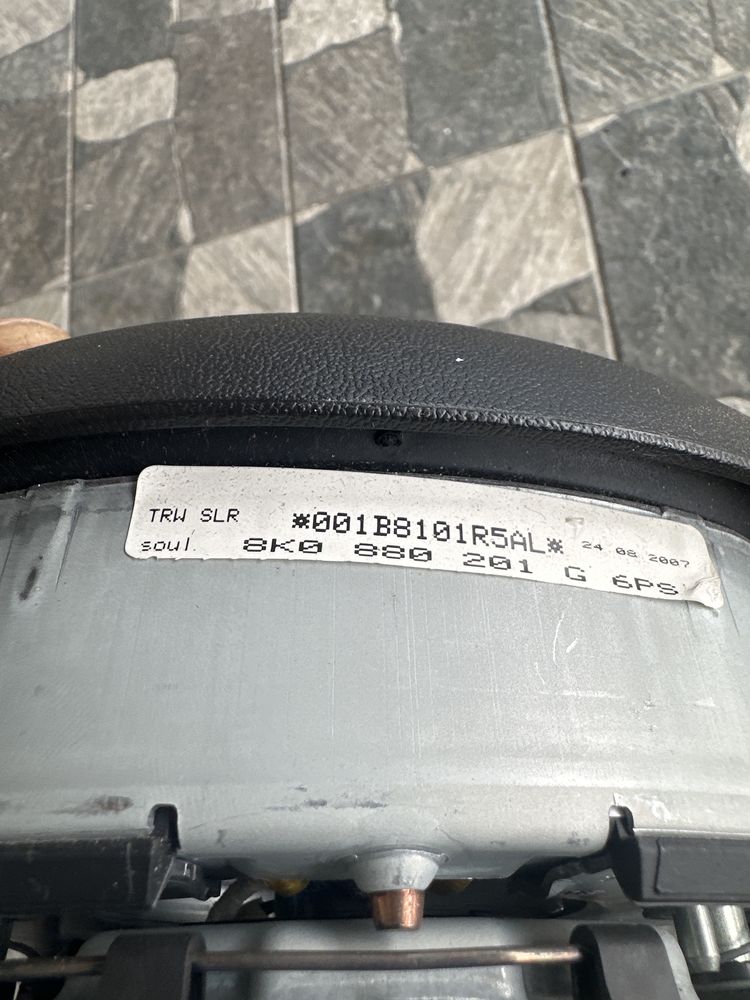 TRW SLR *001B8101R5AL* 24.08.2007
soul. 8K0 880 201 G 6PS